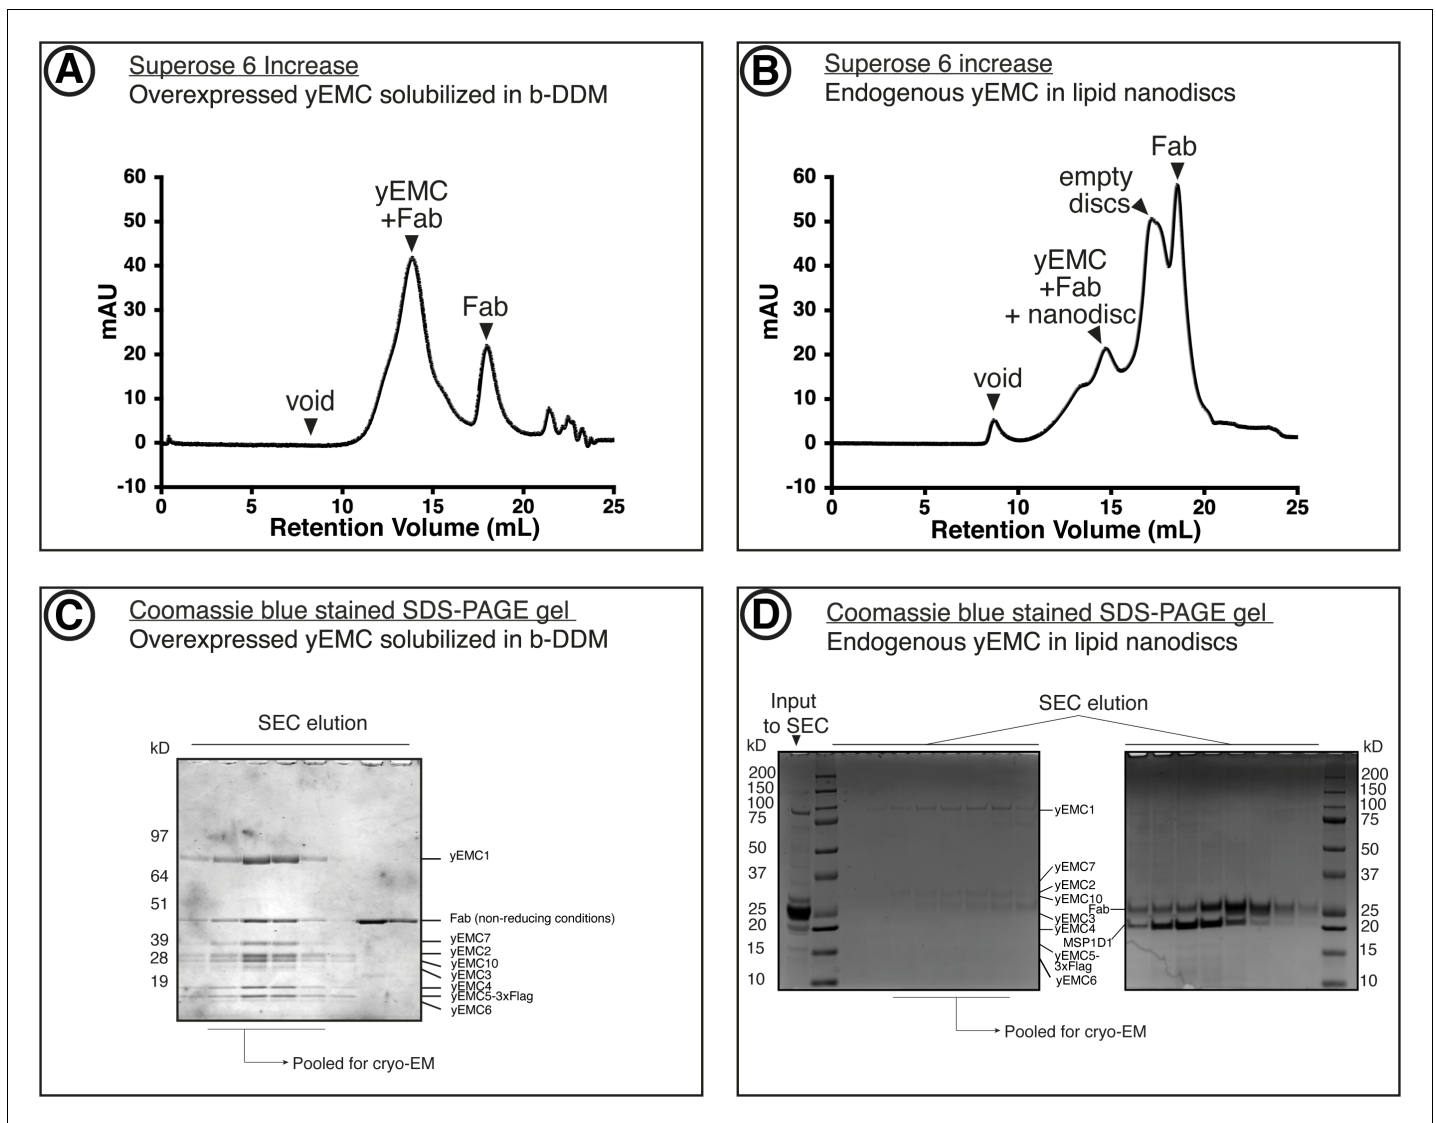 A
Superose 6 Increase
Overexpressed yEMC solubilized in b-DDM
60
50
40
30
20
10
0
-10
mAU
yEMC
+Fab
Fab
void
0 5 10 15 20 25
Retention Volume (mL)
B
Superose 6 increase
Endogenous yEMC in lipid nanodiscs
60
50
40
30
20
10
0
-10
mAU
Fab
empty
discs
yEMC
+Fab
+ nanodisc
void
0 5 10 15 20 25
Retention Volume (mL)
C
Coomassie blue stained SDS-PAGE gel
Overexpressed yEMC solubilized in b-DDM
SEC elution
kD
97
64
51
39
28
19
yEMC1
Fab (non-reducing conditions)
yEMC7
yEMC2
yEMC10
yEMC3
yEMC4
yEMC5-3xFlag
yEMC6
Pooled for cryo-EM
D
Coomassie blue stained SDS-PAGE gel
Endogenous yEMC in lipid nanodiscs
Input
to SEC
SEC elution
kD
200
150
100
75
50
37
25
20
15
10
yEMC1
yEMC7
yEMC2
yEMC10
Fab
yEMC3
yEMC4
MSP1D1
yEMC5-
3xFlag
yEMC6
kD
200
150
100
75
50
37
25
20
15
10
Pooled for cryo-EM